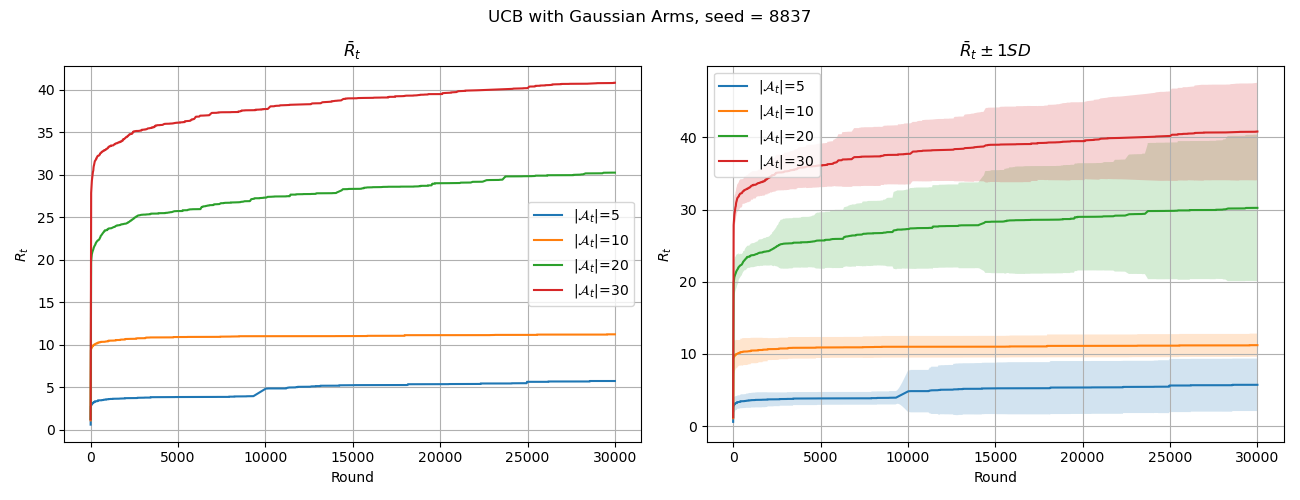 UCB with Gaussian Arms, seed = 8837
R̄ₜ
40
35
30
25
20
15
10
5
0
Rₜ
|𝒜ₜ|=5
|𝒜ₜ|=10
|𝒜ₜ|=20
|𝒜ₜ|=30
0
5000
10000
15000
20000
25000
30000
Round
R̄ₜ ± 1SD
40
30
20
10
0
Rₜ
|𝒜ₜ|=5
|𝒜ₜ|=10
|𝒜ₜ|=20
|𝒜ₜ|=30
0
5000
10000
15000
20000
25000
30000
Round